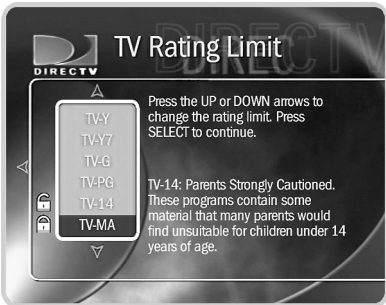 TV Rating Limit
DIRECTV
DIRECTV
Press the UP or DOWN arrows to
change the rating limit. Press
SELECT to continue.
TV-Y
TV-Y7
TV-G
TV-PG
TV-14
TV-MA
TV-14: Parents Strongly Cautioned.
These programs contain some
material that many parents would
find unsuitable for children under 14
years of age.